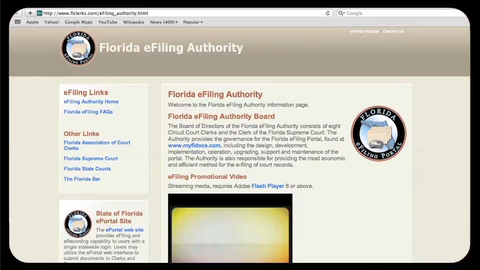 http://www.flclerks.com/eFiling_authority.html
Google
Apple Yahoo! Google Maps YouTube Wikipedia News (409) Popular
ePortal Website Contact Us
Florida eFiling Authority
eFiling Links
eFiling Authority Home
Florida eFiling FAQs
Other Links
Florida Association of Court
Clerks
Florida Supreme Court
Florida State Courts
The Florida Bar
State of Florida
ePortal Site
The ePortal web site
provides eFiling and
eRecording capability to users with a
single statewide login. Users may
utilize the ePortal web interface to
submit documents to Clerks and
Florida eFiling Authority
Welcome to the Florida eFiling Authority information page.
Florida eFiling Authority Board
The Board of Directors of the Florida eFiling Authority consists of eight
Circuit Court Clerks and the Clerk of the Florida Supreme Court. The
Authority provides the governance for the Florida eFiling Portal, found at
www.myfldocs.com, including the design, development,
implementation, operation, upgrading, support and maintenance of the
portal. The Authority is also responsible for providing the most economic
and efficient method for the e-filing of court records.
eFiling Promotional Video
Streaming media, requires Adobe Flash Player 8 or above.
FLORIDA
eFILING PORTAL